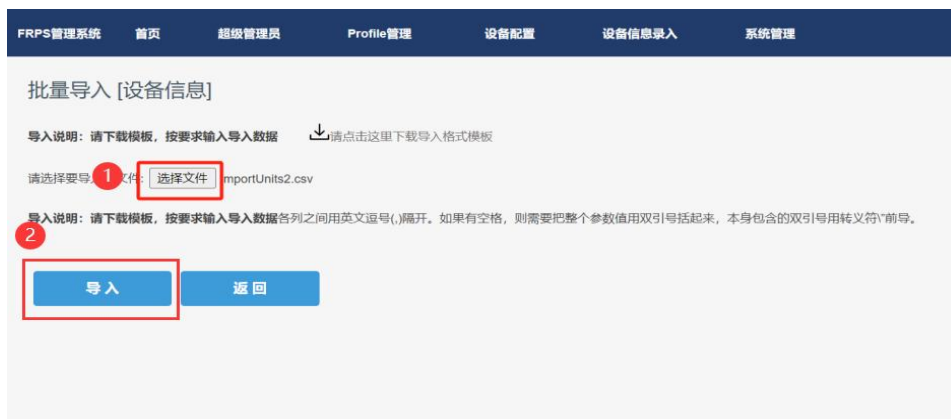 FRPS管理系统 首页 超级管理员 Profile管理 设备配置 设备信息录入 系统管理
批量导入 [设备信息]
导入说明：请下载模板，按要求输入导入数据 请点击这里下载导入格式模板
请选择要导 1 文件: 选择文件 mportUnits2.csv
导入说明：请下载模板，按要求输入导入数据各列之间用英文逗号(,)隔开。如果有空格，则需要把整个参数值用双引号括起来，本身包含的双引号用转义符\"前导。
2
导入 返回